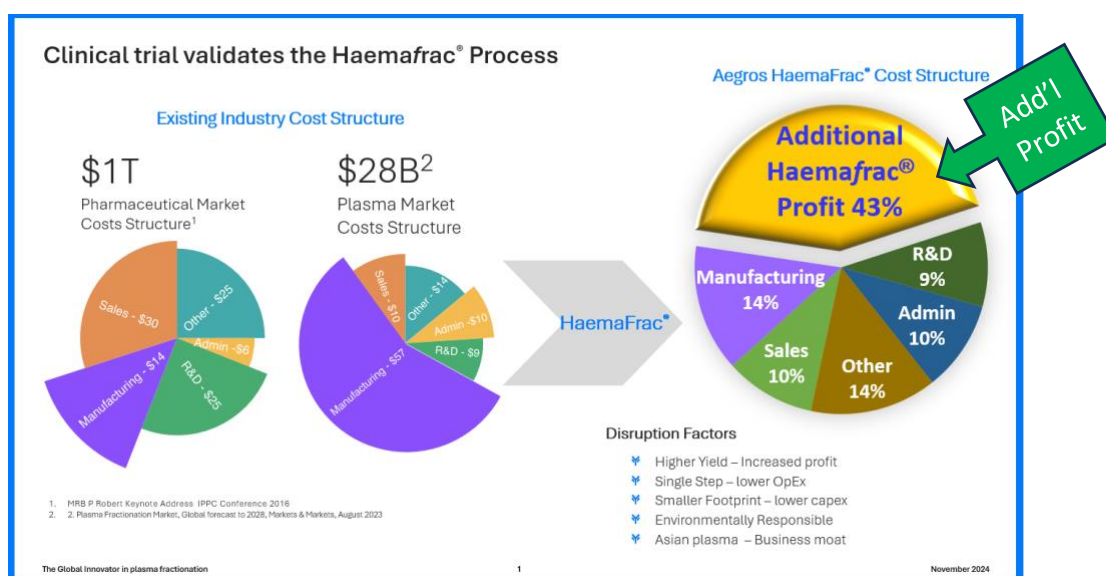 Clinical trial validates the Haemafrac® Process
Existing Industry Cost Structure
$1T
Pharmaceutical Market
Costs Structure¹
Sales - $30
Other - $25
Admin -$6
R&D - $25
Manufacturing - $14
$28B²
Plasma Market
Costs Structure
Sales - $10
Other - $14
Admin - $10
R&D - $9
Manufacturing - $57
HaemaFrac®
Aegros HaemaFrac® Cost Structure
Add'l
Profit
Additional
Haemafrac®
Profit 43%
R&D
9%
Admin
10%
Other
14%
Sales
10%
Manufacturing
14%
Disruption Factors
Higher Yield – Increased profit
Single Step – lower OpEx
Smaller Footprint – lower capex
Environmentally Responsible
Asian plasma – Business moat
1. MRB P Robert Keynote Address IPPC Conference 2016
2. 2. Plasma Fractionation Market, Global forecast to 2028, Markets & Markets, August 2023
The Global Innovator in plasma fractionation
1
November 2024